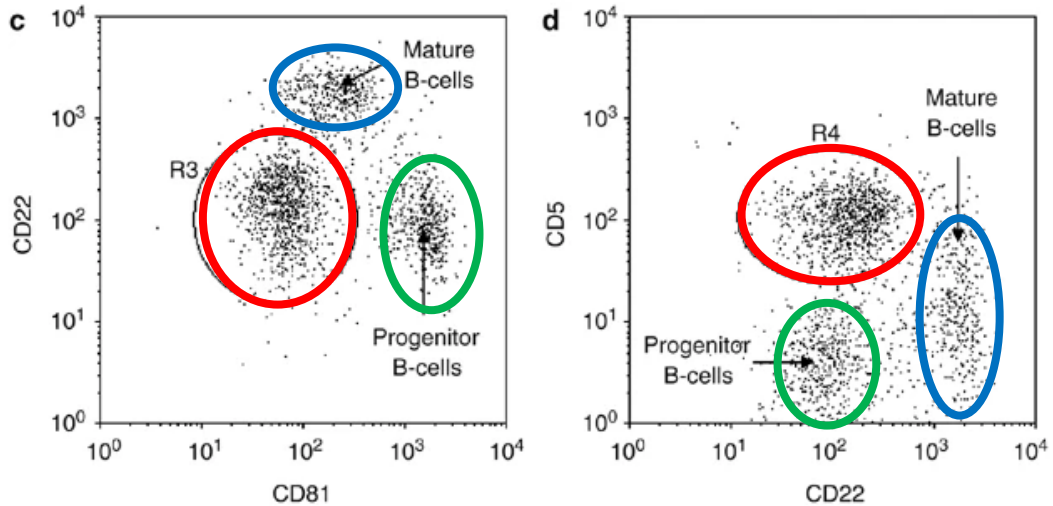 c
10⁴
10³
10²
10¹
10⁰
CD22
R3
Mature
B-cells
Progenitor
B-cells
10⁰
10¹
10²
10³
10⁴
CD81
d
10⁴
10³
10²
10¹
10⁰
CD5
R4
Mature
B-cells
Progenitor
B-cells
10⁰
10¹
10²
10³
10⁴
CD22